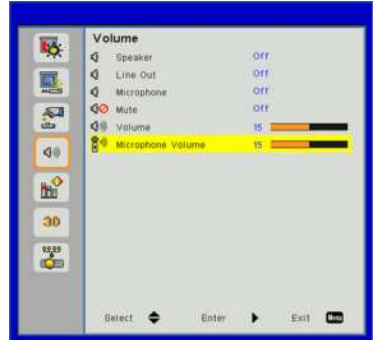 Volume
Speaker Off
Line Out Off
Microphone Off
Mute Off
Volume 15
Microphone Volume 15
3D
Select Enter Exit Menu